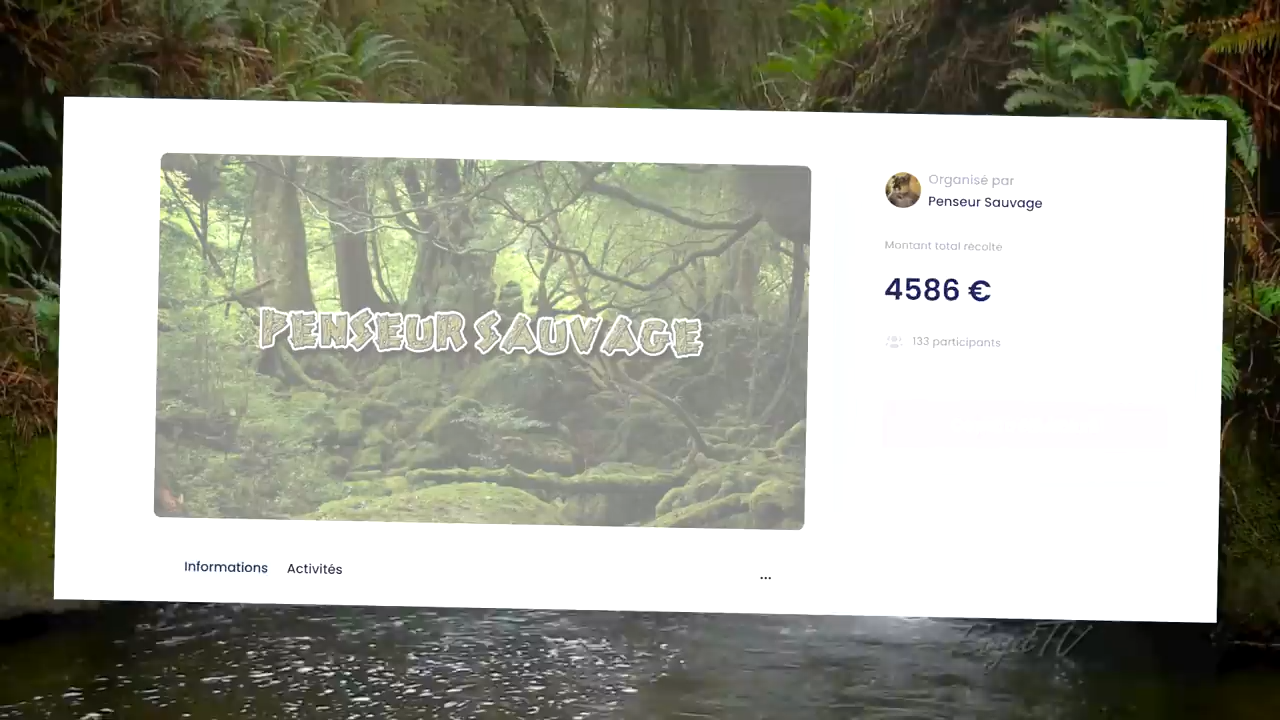 PENSEUR SAUVAGE
Organisé par
Penseur Sauvage
Montant total récolté
4586 €
133 participants
Informations
Activités
...